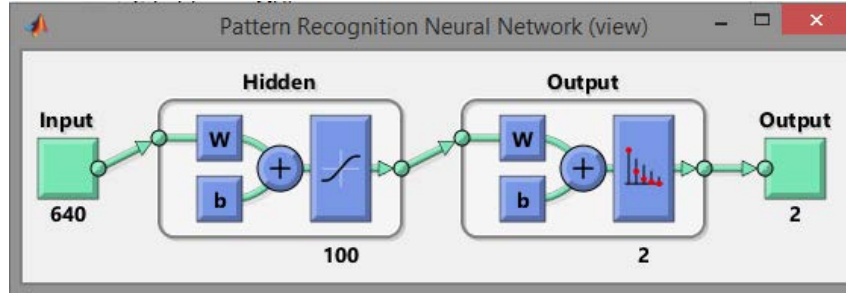 Pattern Recognition Neural Network (view)
Hidden
Output
Input
W
b
W
b
Output
640
100
2
2